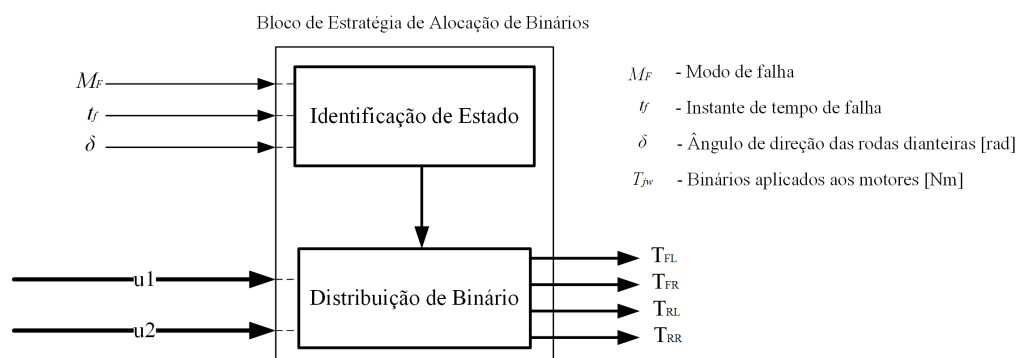 Bloco de Estratégia de Alocação de Binários
MF
tf
δ
Identificação de Estado
MF - Modo de falha
tf - Instante de tempo de falha
δ - Ângulo de direção das rodas dianteiras [rad]
Tjw - Binários aplicados aos motores [Nm]
u1
u2
Distribuição de Binário
TFL
TFR
TRL
TRR